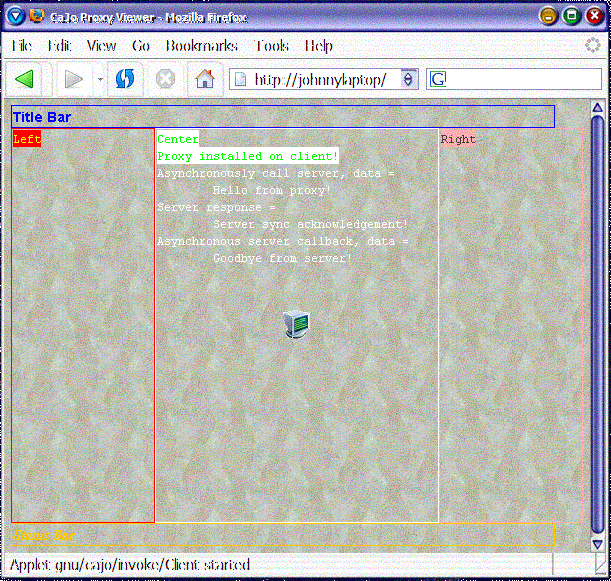 CaJo Proxy Viewer - Mozilla Firefox
File Edit View Go Bookmarks Tools Help
http://johnnylaptop/ G
Title Bar
Left
Center
Right
Proxy installed on client!
Asynchronously call server, data =
Hello from proxy!
Server response =
Server sync acknowledgement!
Asynchronous server callback, data =
Goodbye from server!
Applet gnu/cajo/invoke/Client started